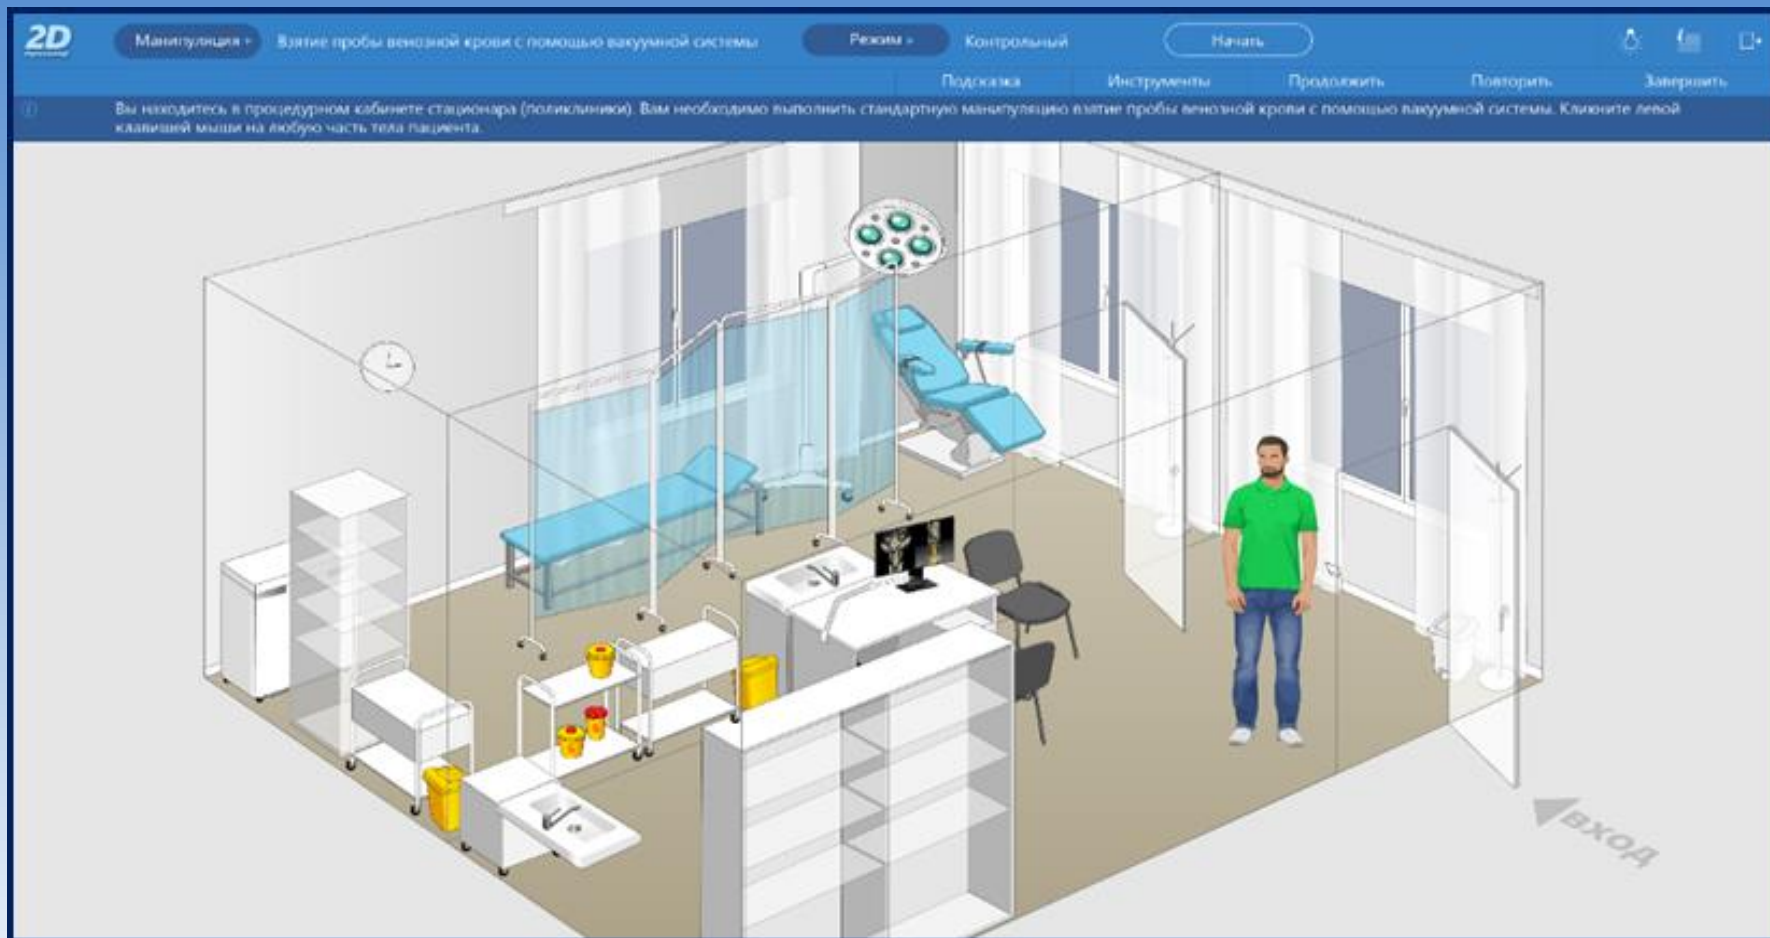 2D
Манипуляция
Взятие пробы венозной крови с помощью вакуумной системы
Режим
Контрольный
Начать
Подсказка
Инструменты
Продолжить
Повторить
Завершить
Вы находитесь в процедурном кабинете стационара (поликлиники). Вам необходимо выполнить стандартную манипуляцию взятие пробы венозной крови с помощью вакуумной системы. Кликните левой
клавишей мыши на любую часть тела пациента.
ВХОД